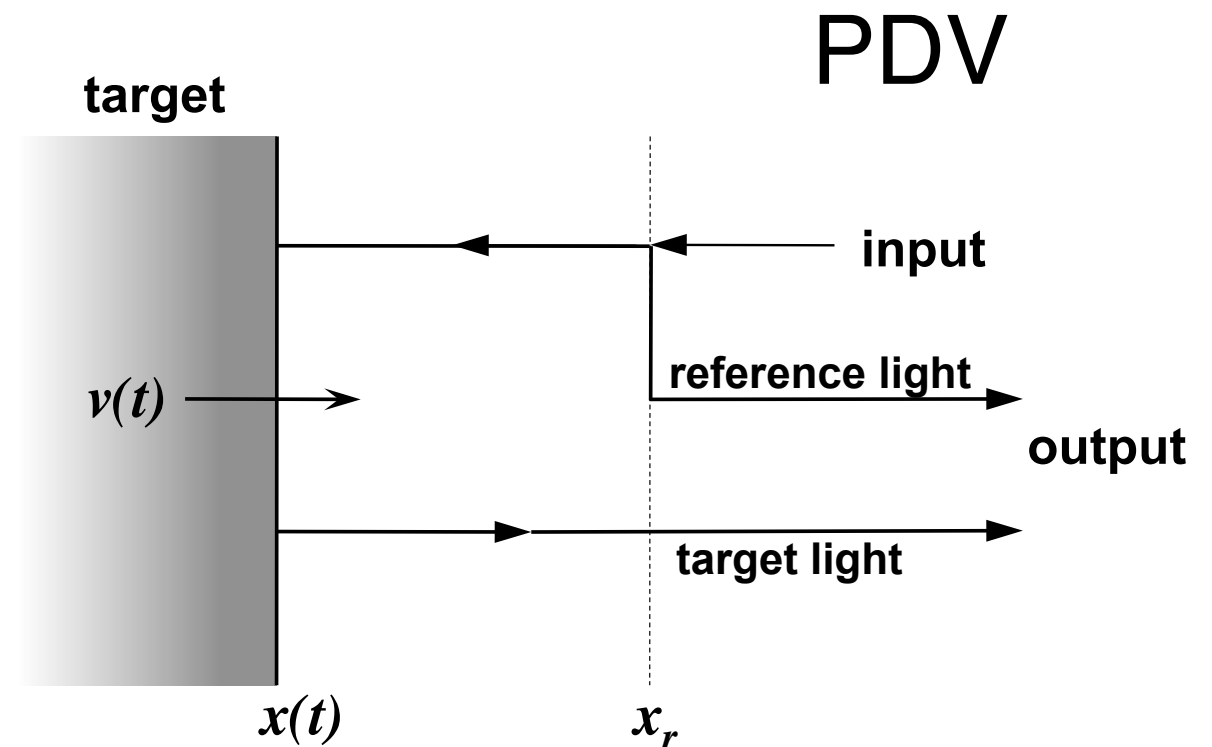 PDV
target
input
reference light
v(t)
output
target light
x(t)
x_r